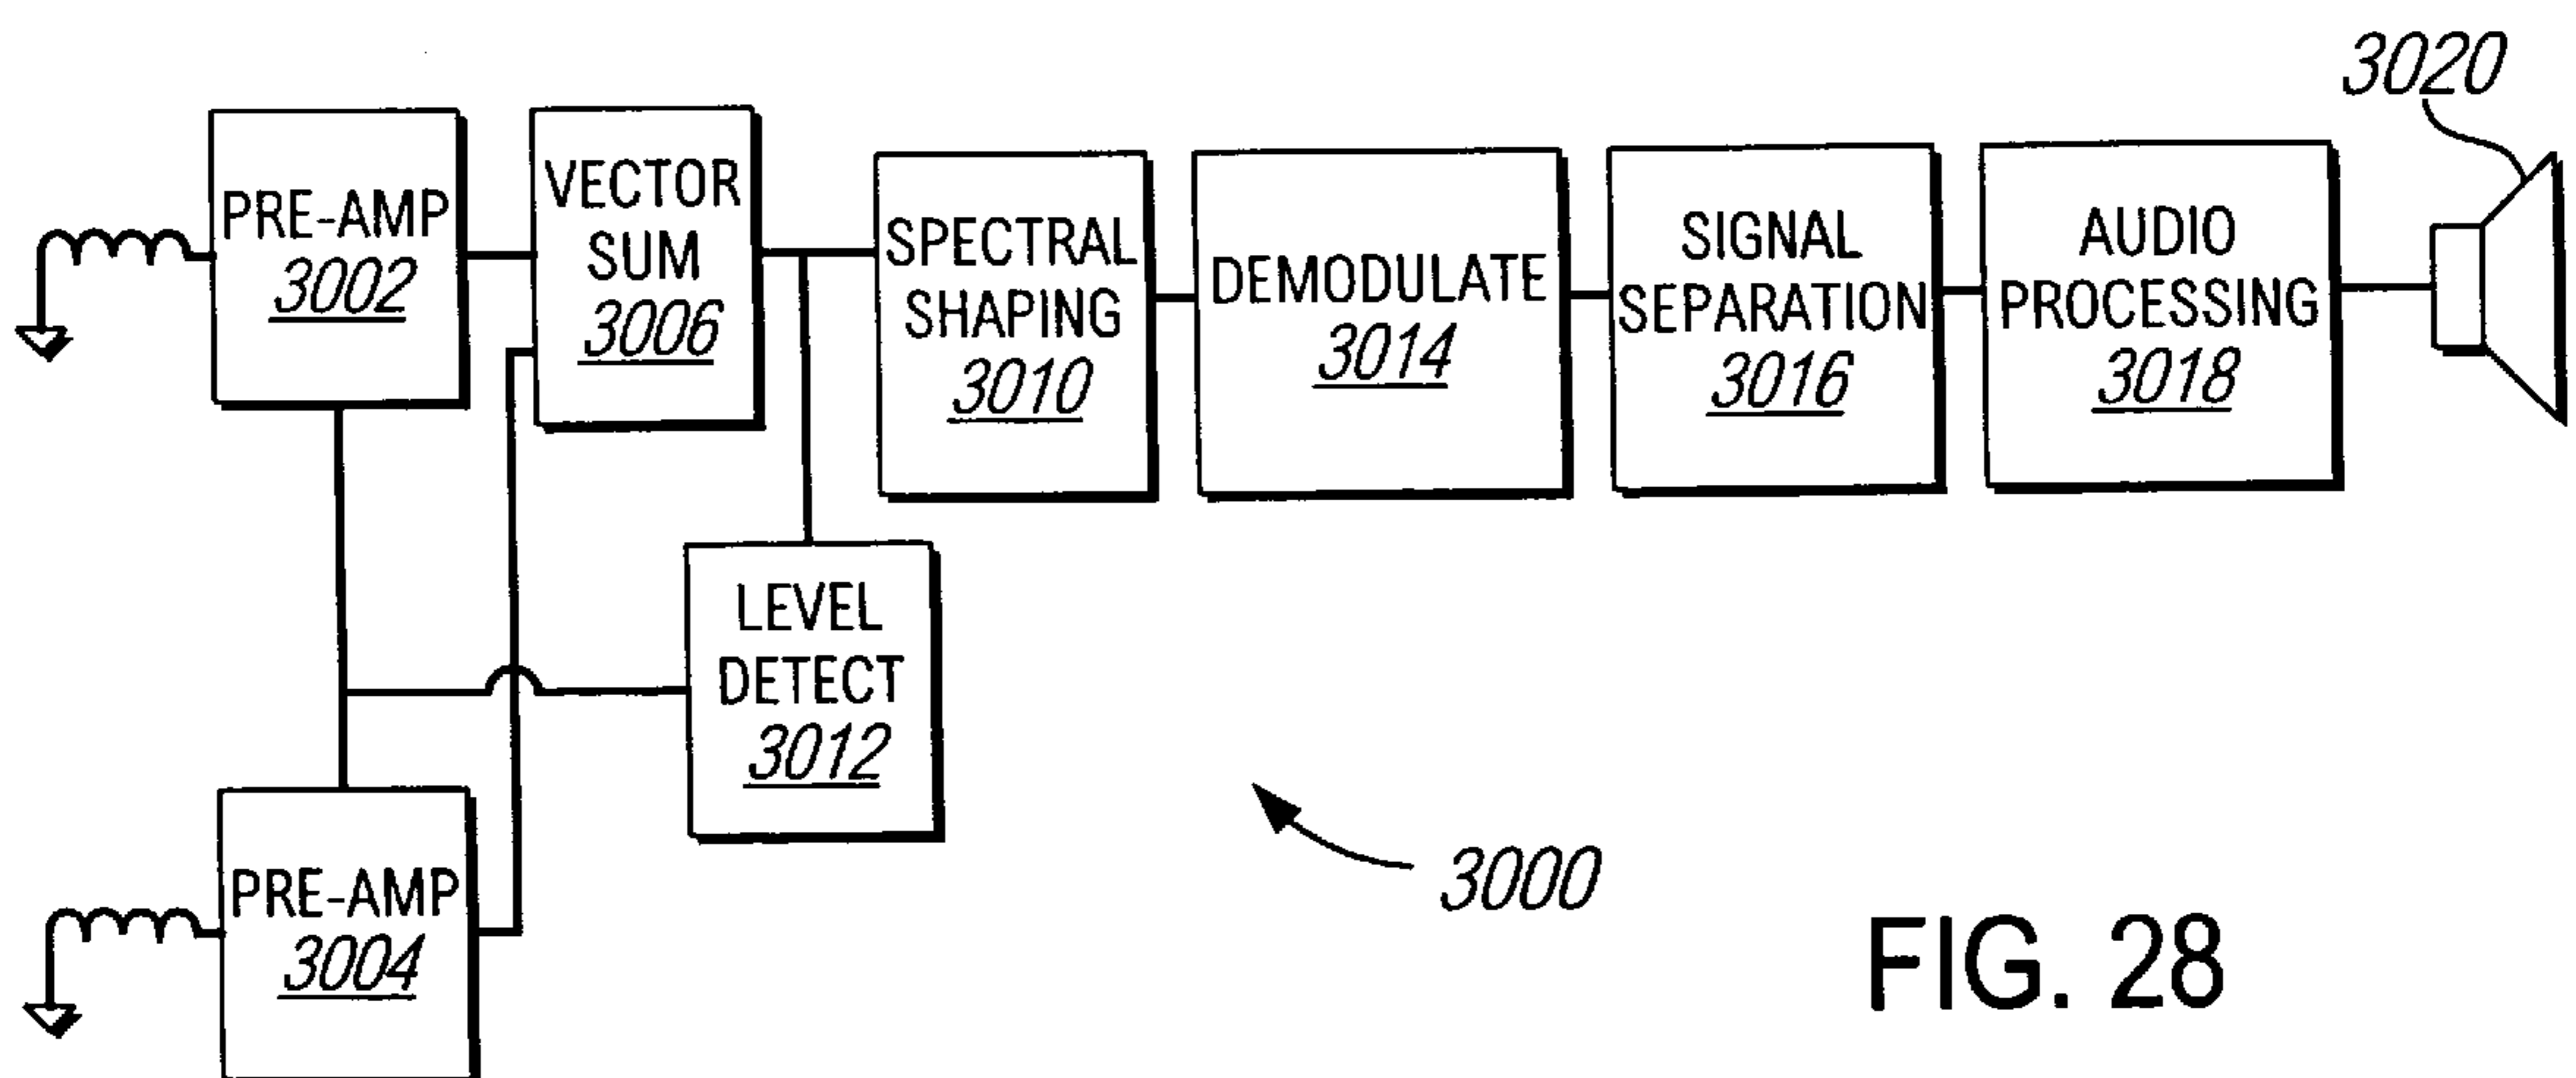 3020
PRE-AMP
3002
VECTOR
SUM
3006
SPECTRAL
SHAPING
3010
DEMODULATE
3014
SIGNAL
SEPARATION
3016
AUDIO
PROCESSING
3018
LEVEL
DETECT
3012
PRE-AMP
3004
3000
FIG. 28